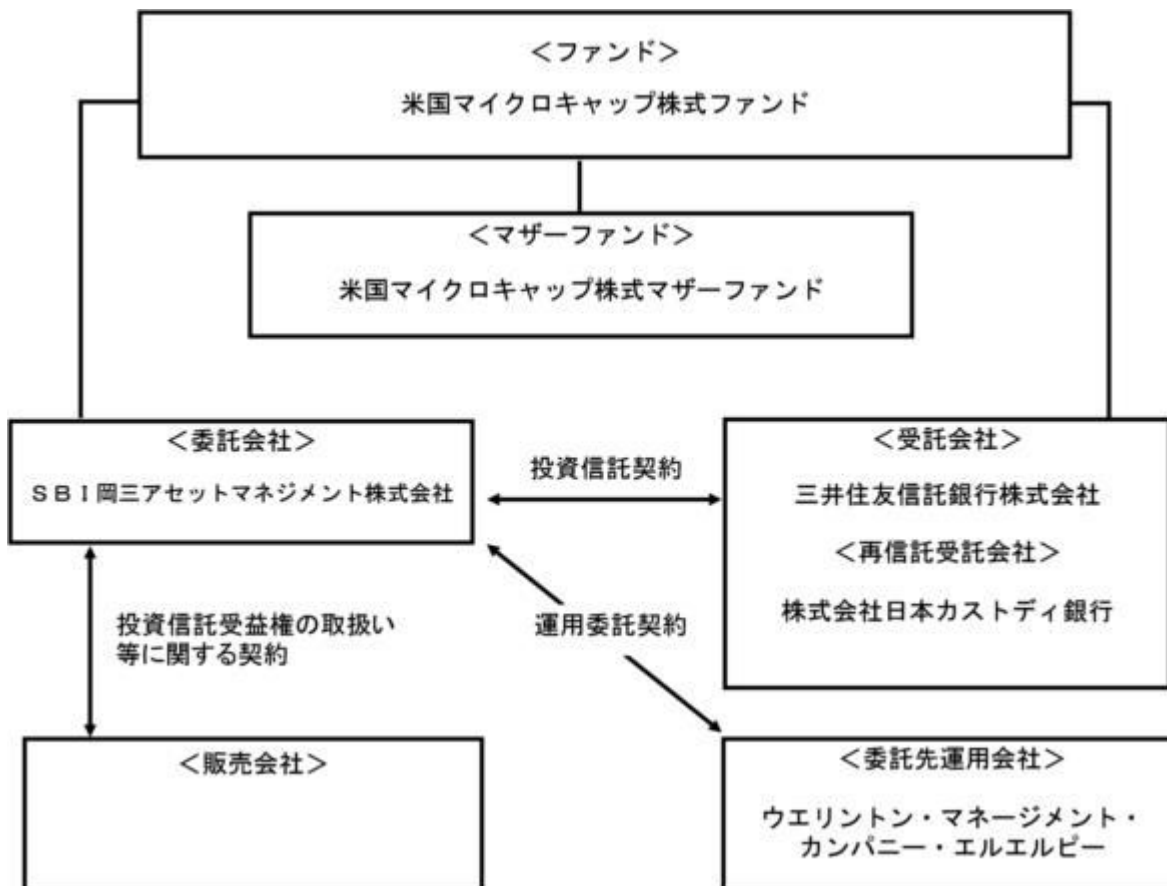 ＜ファンド＞
米国マイクロキャップ株式ファンド
＜マザーファンド＞
米国マイクロキャップ株式マザーファンド
＜委託会社＞
ＳＢＩ岡三アセットマネジメント株式会社
投資信託契約
＜受託会社＞
三井住友信託銀行株式会社
＜再信託受託会社＞
株式会社日本カストディ銀行
投資信託受益権の取扱い
等に関する契約
運用委託契約
＜販売会社＞
＜委託先運用会社＞
ウエリントン・マネージメント・
カンパニー・エルエルピー